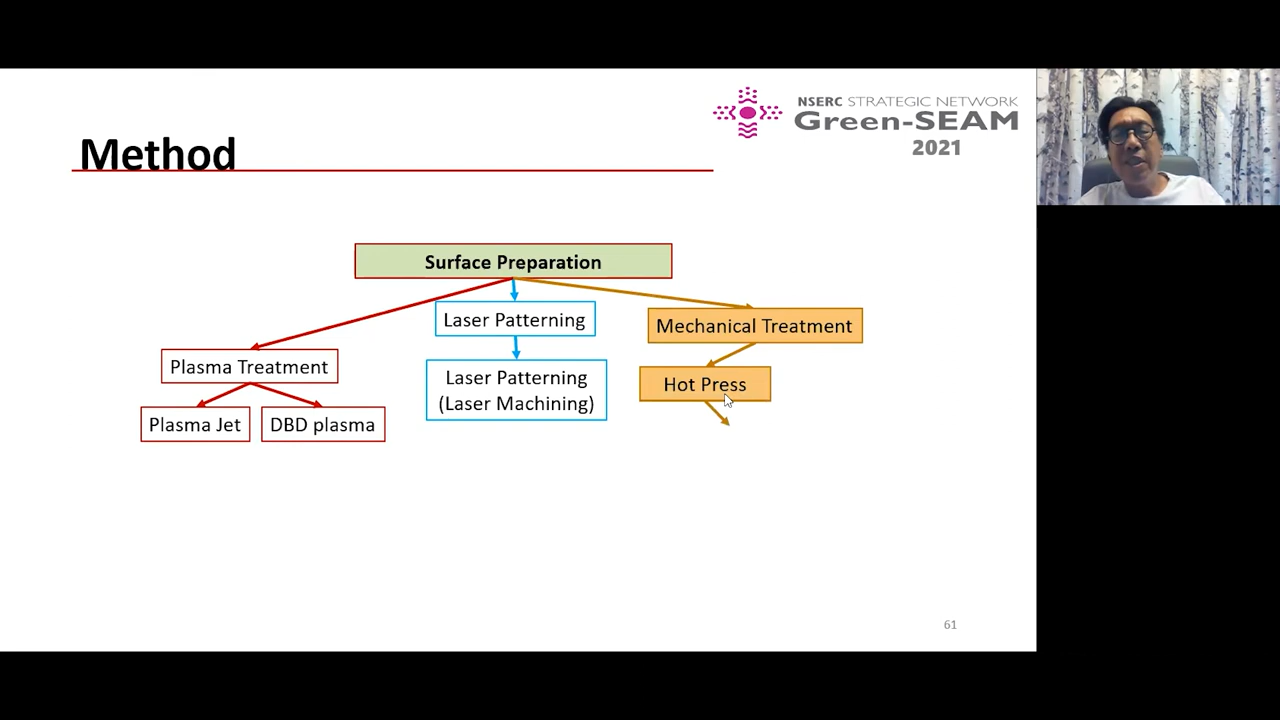 NSERC STRATEGIC NETWORK
Green-SEAM
2021
Method
Surface Preparation
Laser Patterning
Mechanical Treatment
Plasma Treatment
Laser Patterning
(Laser Machining)
Hot Press
Plasma Jet
DBD plasma
61